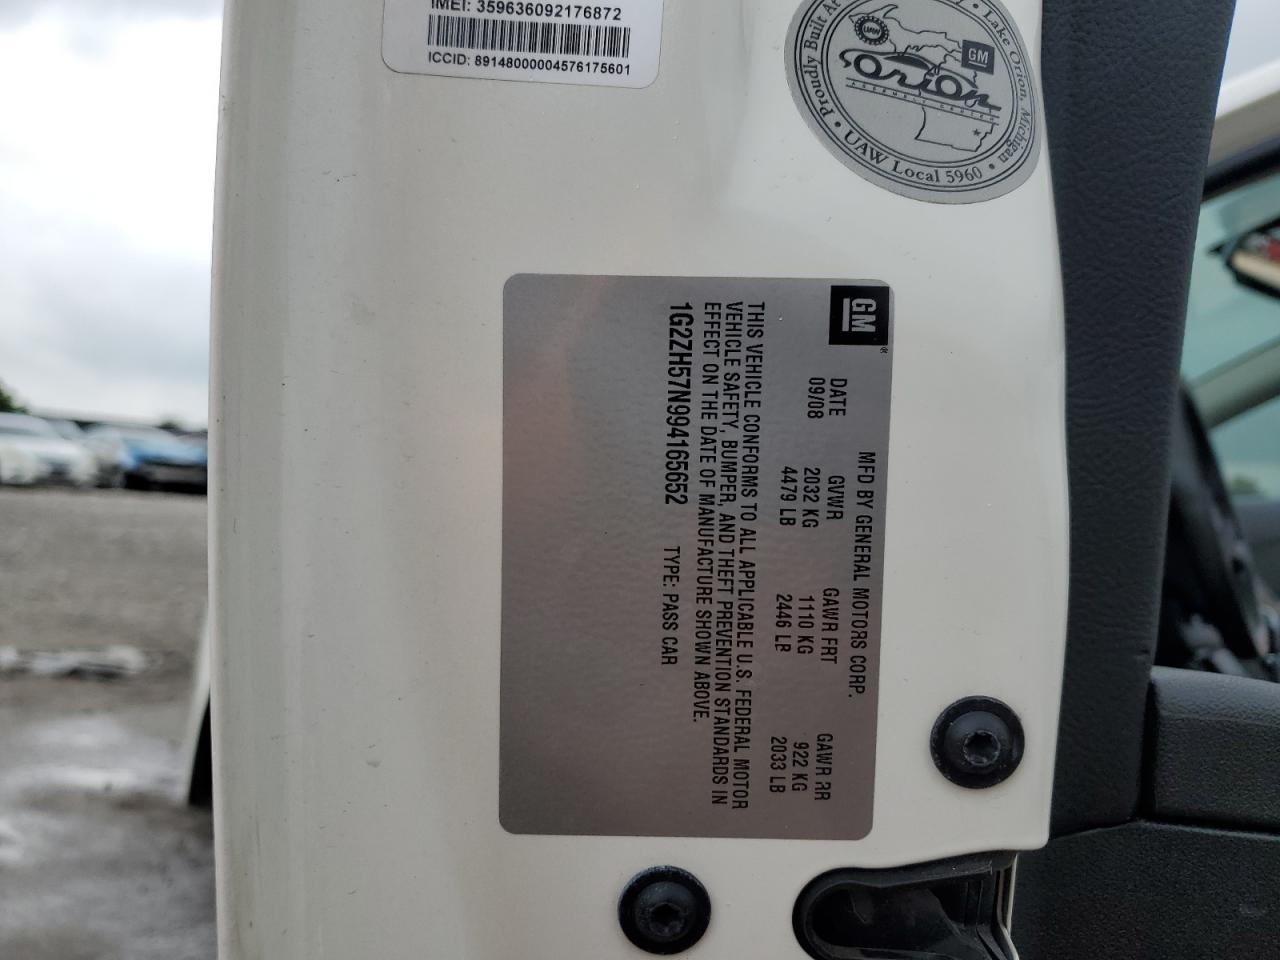 IMEI: 359636092176872
ICCID: 89148000004576175601
Proudly Built At
Lake Orion, Michigan
UAW
GM
Orion
ASSEMBLY CENTER
UAW Local 5960
GM
MFD BY GENERAL MOTORS CORP.
DATE GVWR GAWR FRT GAWR RR
09/08 2032 KG 1110 KG 922 KG
4479 LB 2446 LB 2033 LB
THIS VEHICLE CONFORMS TO ALL APPLICABLE U.S. FEDERAL MOTOR
VEHICLE SAFETY, BUMPER, AND THEFT PREVENTION STANDARDS IN
EFFECT ON THE DATE OF MANUFACTURE SHOWN ABOVE.
1G2ZH57N994165652 TYPE: PASS CAR